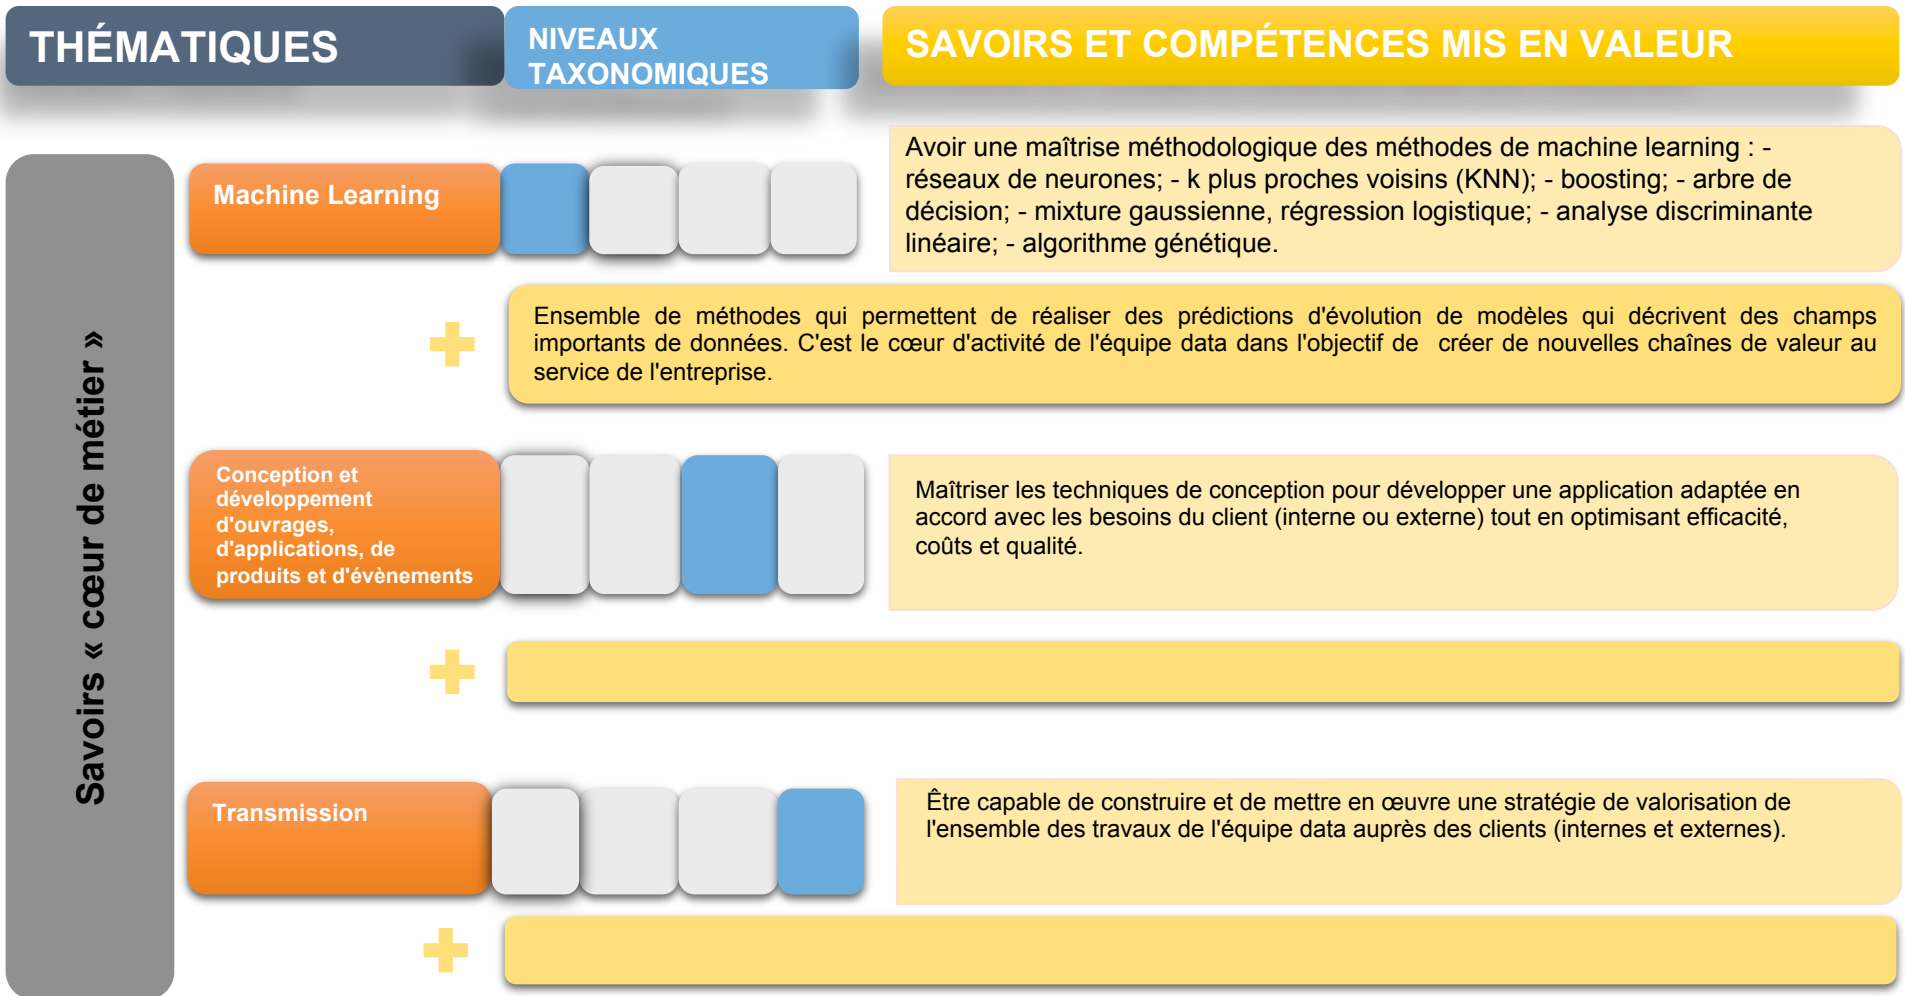 THÉMATIQUES
NIVEAUX
TAXONOMIQUES
SAVOIRS ET COMPÉTENCES MIS EN VALEUR
Savoirs « cœur de métier »
Machine Learning
Avoir une maîtrise méthodologique des méthodes de machine learning : -
réseaux de neurones; - k plus proches voisins (KNN); - boosting; - arbre de
décision; - mixture gaussienne, régression logistique; - analyse discriminante
linéaire; - algorithme génétique.
Ensemble de méthodes qui permettent de réaliser des prédictions d'évolution de modèles qui décrivent des champs
importants de données. C'est le cœur d'activité de l'équipe data dans l'objectif de créer de nouvelles chaînes de valeur au
service de l'entreprise.
Conception et
développement
d'ouvrages,
d'applications, de
produits et d'évènements
Maîtriser les techniques de conception pour développer une application adaptée en
accord avec les besoins du client (interne ou externe) tout en optimisant efficacité,
coûts et qualité.
Transmission
Être capable de construire et de mettre en œuvre une stratégie de valorisation de
l'ensemble des travaux de l'équipe data auprès des clients (internes et externes).